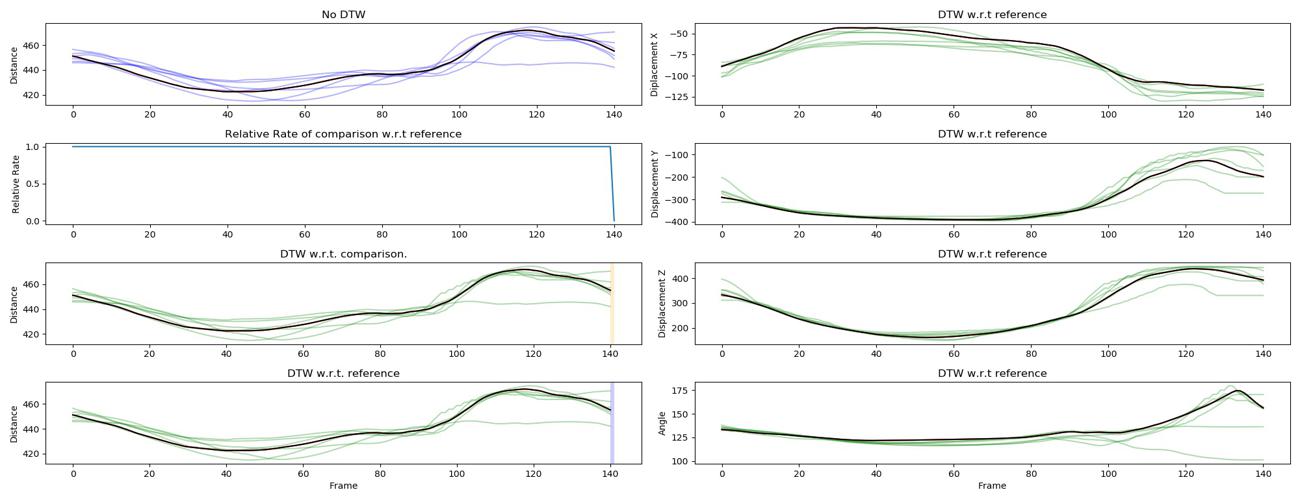 No DTW
Distance
460
440
420
0 20 40 60 80 100 120 140
Relative Rate of comparison w.r.t reference
Relative Rate
1.0
0.5
0.0
0 20 40 60 80 100 120 140
DTW w.r.t. comparison.
Distance
460
440
420
0 20 40 60 80 100 120 140
DTW w.r.t. reference
Distance
460
440
420
0 20 40 60 80 100 120 140
Frame
DTW w.r.t reference
Diplacement X
−50
−75
−100
−125
0 20 40 60 80 100 120 140
DTW w.r.t reference
Displacement Y
−100
−200
−300
−400
0 20 40 60 80 100 120 140
DTW w.r.t reference
Displacement Z
400
300
200
0 20 40 60 80 100 120 140
DTW w.r.t reference
Angle
175
150
125
100
0 20 40 60 80 100 120 140
Frame